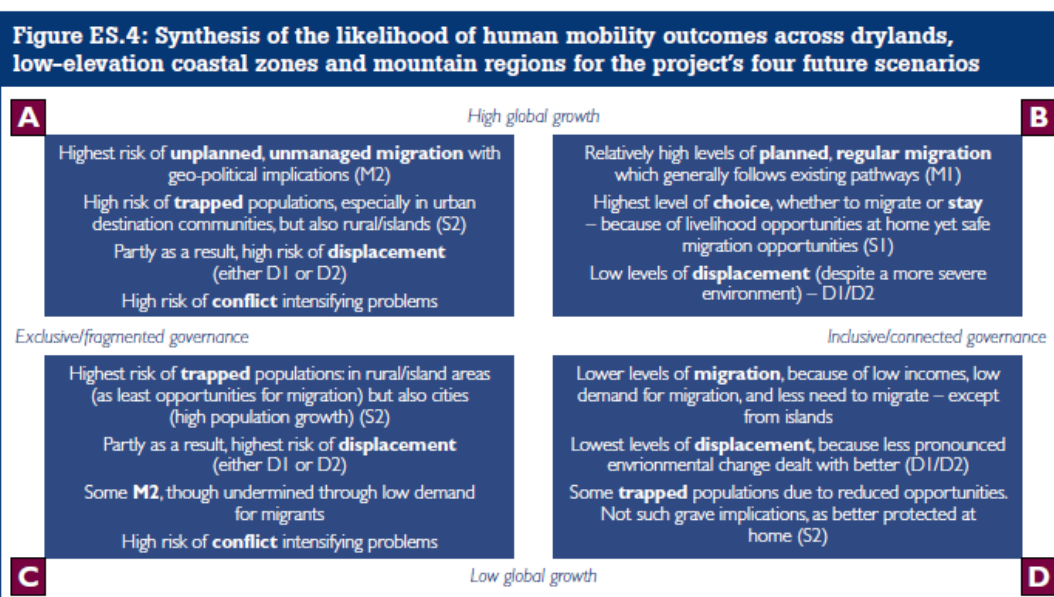 Figure ES.4: Synthesis of the likelihood of human mobility outcomes across drylands,
low-elevation coastal zones and mountain regions for the project's four future scenarios
A
High global growth
B
Highest risk of unplanned, unmanaged migration with
geo-political implications (M2)
High risk of trapped populations, especially in urban
destination communities, but also rural/islands (S2)
Partly as a result, high risk of displacement
(either D1 or D2)
High risk of conflict intensifying problems
Relatively high levels of planned, regular migration
which generally follows existing pathways (M1)
Highest level of choice, whether to migrate or stay
– because of livelihood opportunities at home yet safe
migration opportunities (S1)
Low levels of displacement (despite a more severe
environment) – D1/D2
Exclusive/fragmented governance
Inclusive/connected governance
Highest risk of trapped populations: in rural/island areas
(as least opportunities for migration) but also cities
(high population growth) (S2)
Partly as a result, highest risk of displacement
(either D1 or D2)
Some M2, though undermined through low demand
for migrants
High risk of conflict intensifying problems
Lower levels of migration, because of low incomes, low
demand for migration, and less need to migrate – except
from islands
Lowest levels of displacement, because less pronounced
envrionmental change dealt with better (D1/D2)
Some trapped populations due to reduced opportunities.
Not such grave implications, as better protected at
home (S2)
C
Low global growth
D